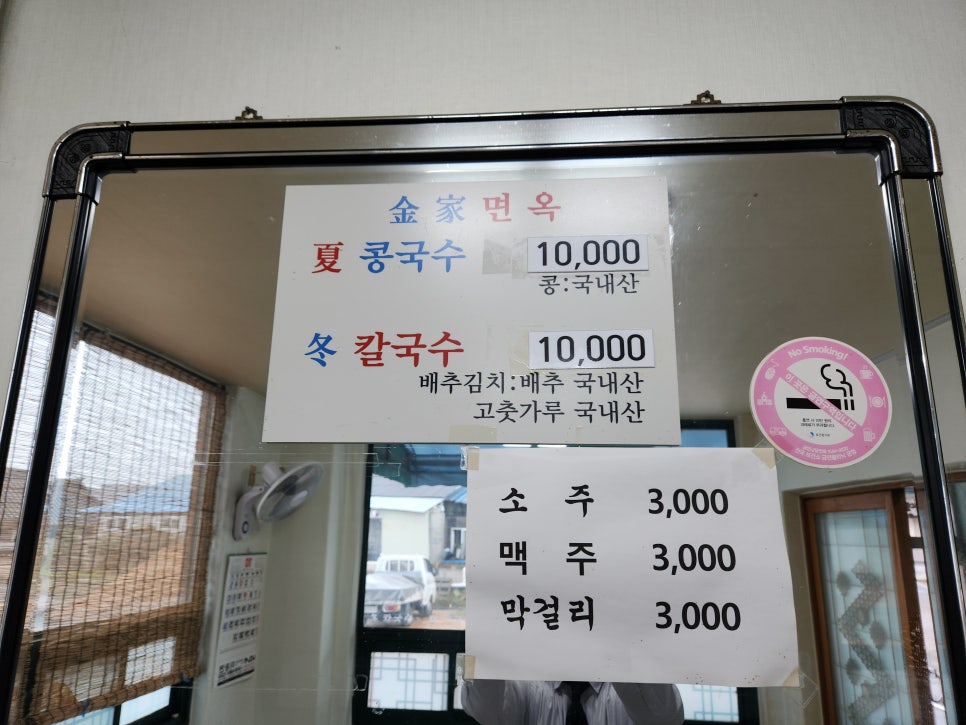 金家면옥
夏 콩국수 10,000
콩:국내산
冬 칼국수 10,000
배추김치:배추 국내산
고춧가루 국내산
No Smoking!
소 주 3,000
맥 주 3,000
막걸리 3,000